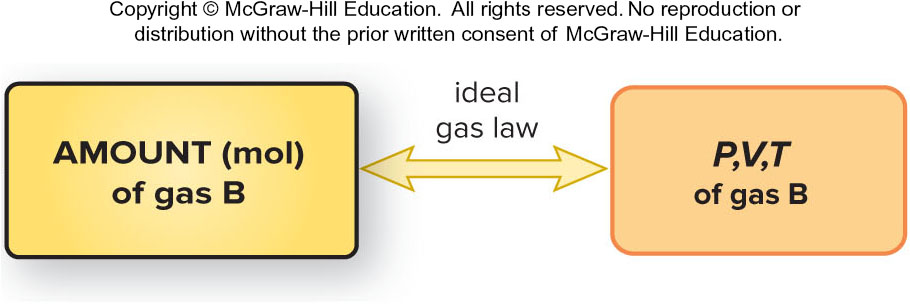 Copyright © McGraw-Hill Education.  All rights reserved. No reproduction or
distribution without the prior written consent of McGraw-Hill Education.
AMOUNT (mol)
of gas B
ideal
gas law
P,V,T
of gas B